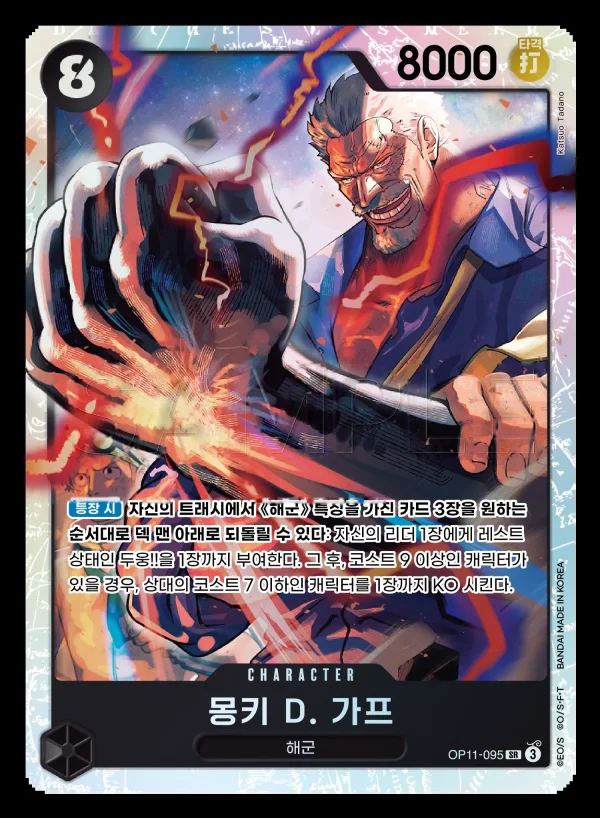 8
8000
타격
打
Katsuo Tadano
SAMPLE
등장 시 자신의 트래시에서 《해군》 특징을 가진 카드 3장을 원하는
순서대로 덱 맨 아래로 되돌릴 수 있다: 자신의 리더 1장에게 레스트
상태인 두웅!!을 1장까지 부여한다. 그 후, 코스트 9 이상인 캐릭터가
있을 경우, 상대의 코스트 7 이하인 캐릭터를 1장까지 KO 시킨다.
CHARACTER
몽키 D. 가프
해군
OP11-095 SR 3
©EO/S ©O/S·F·T BANDAI MADE IN KOREA